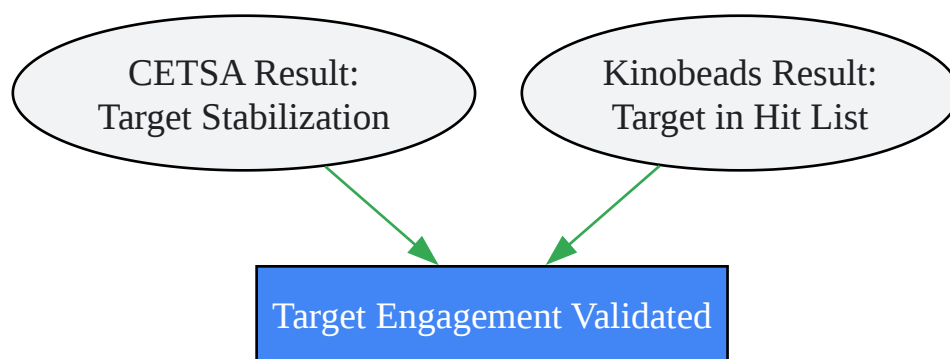 CETSA Result:
Target Stabilization
Kinobeads Result:
Target in Hit List
Target Engagement Validated